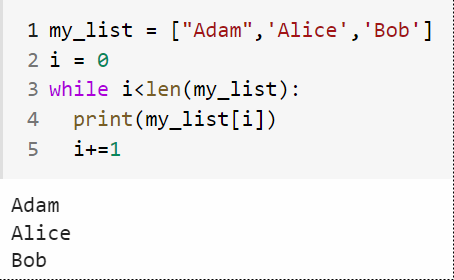 1 my_list = ["Adam",'Alice','Bob']
2 i = 0
3 while i<len(my_list):
4   print(my_list[i])
5   i+=1
Adam
Alice
Bob